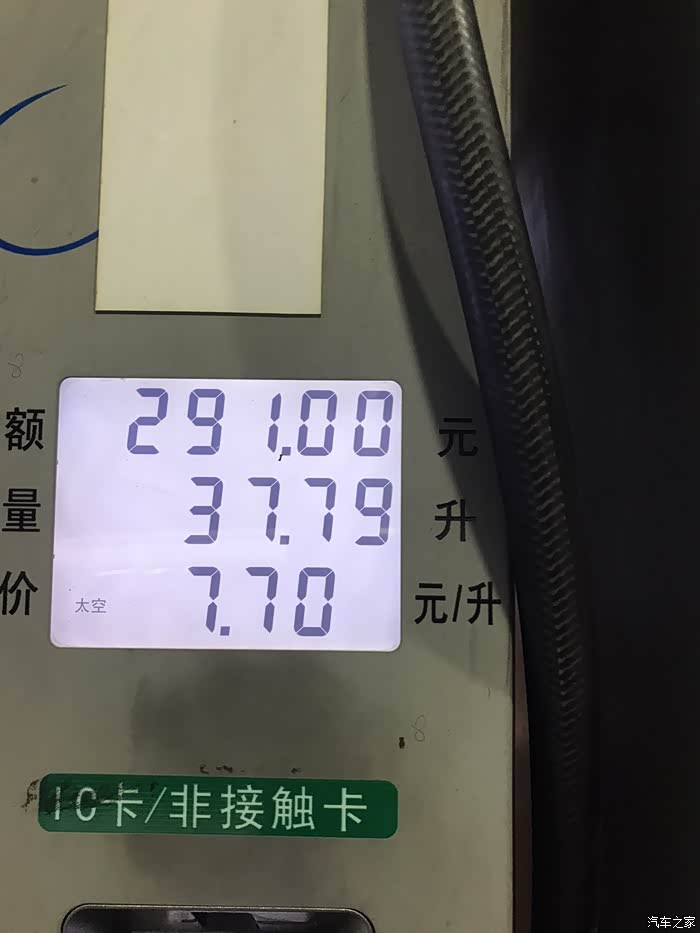 额 291.00 元
量 37.79 升
价 太空 7.70 元/升
IC卡/非接触卡
汽车之家